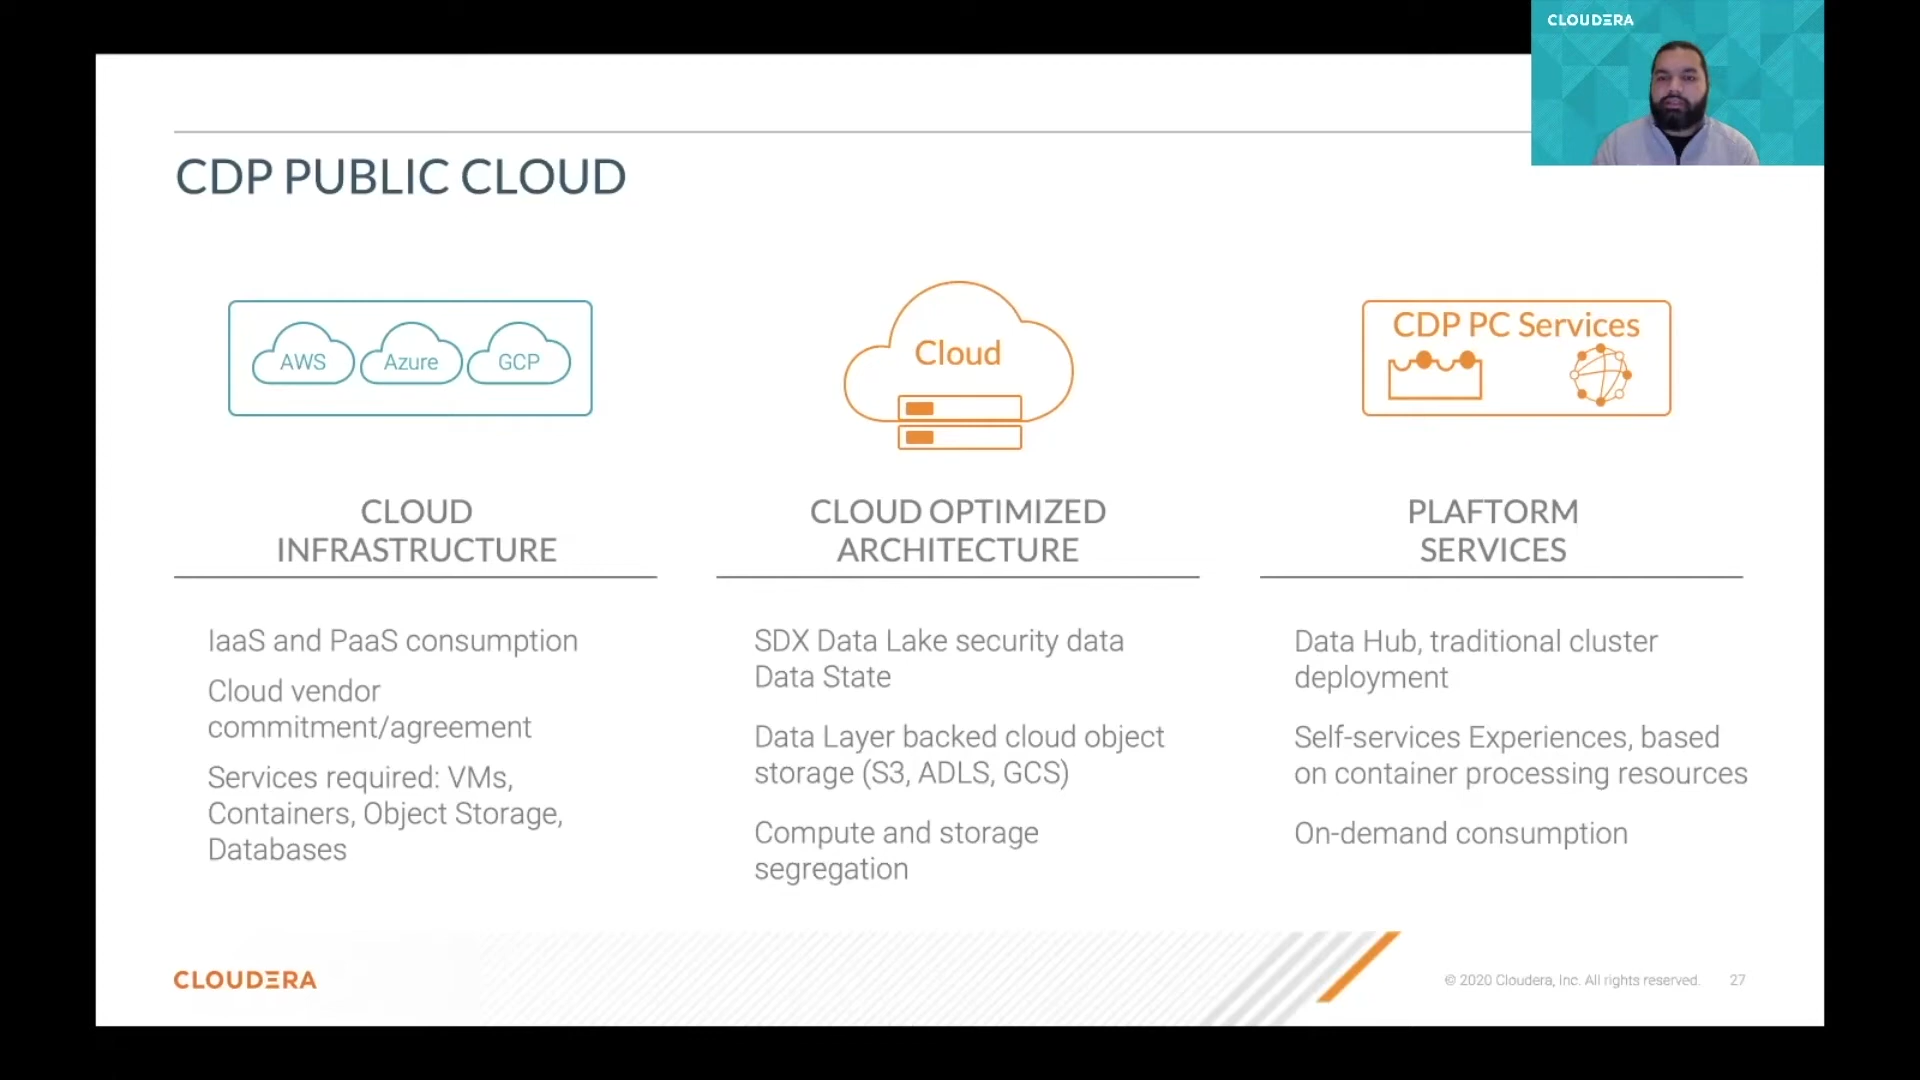 CLOUDERA
CDP PUBLIC CLOUD
AWS
Azure
GCP
Cloud
CDP PC Services
CLOUD
INFRASTRUCTURE
IaaS and PaaS consumption
Cloud vendor
commitment/agreement
Services required: VMs,
Containers, Object Storage,
Databases
CLOUD OPTIMIZED
ARCHITECTURE
SDX Data Lake security data
Data State
Data Layer backed cloud object
storage (S3, ADLS, GCS)
Compute and storage
segregation
PLAFTORM
SERVICES
Data Hub, traditional cluster
deployment
Self-services Experiences, based
on container processing resources
On-demand consumption
CLOUDERA
© 2020 Cloudera, Inc. All rights reserved. 27